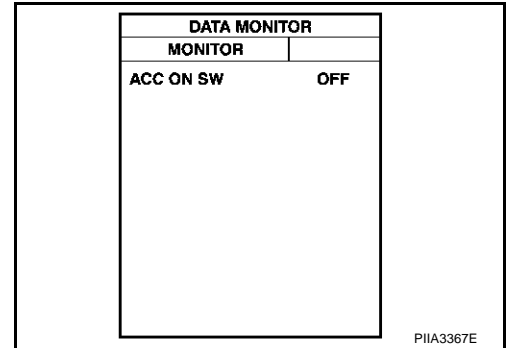 DATA MONITOR
MONITOR
ACC ON SW OFF
PIIA3367E